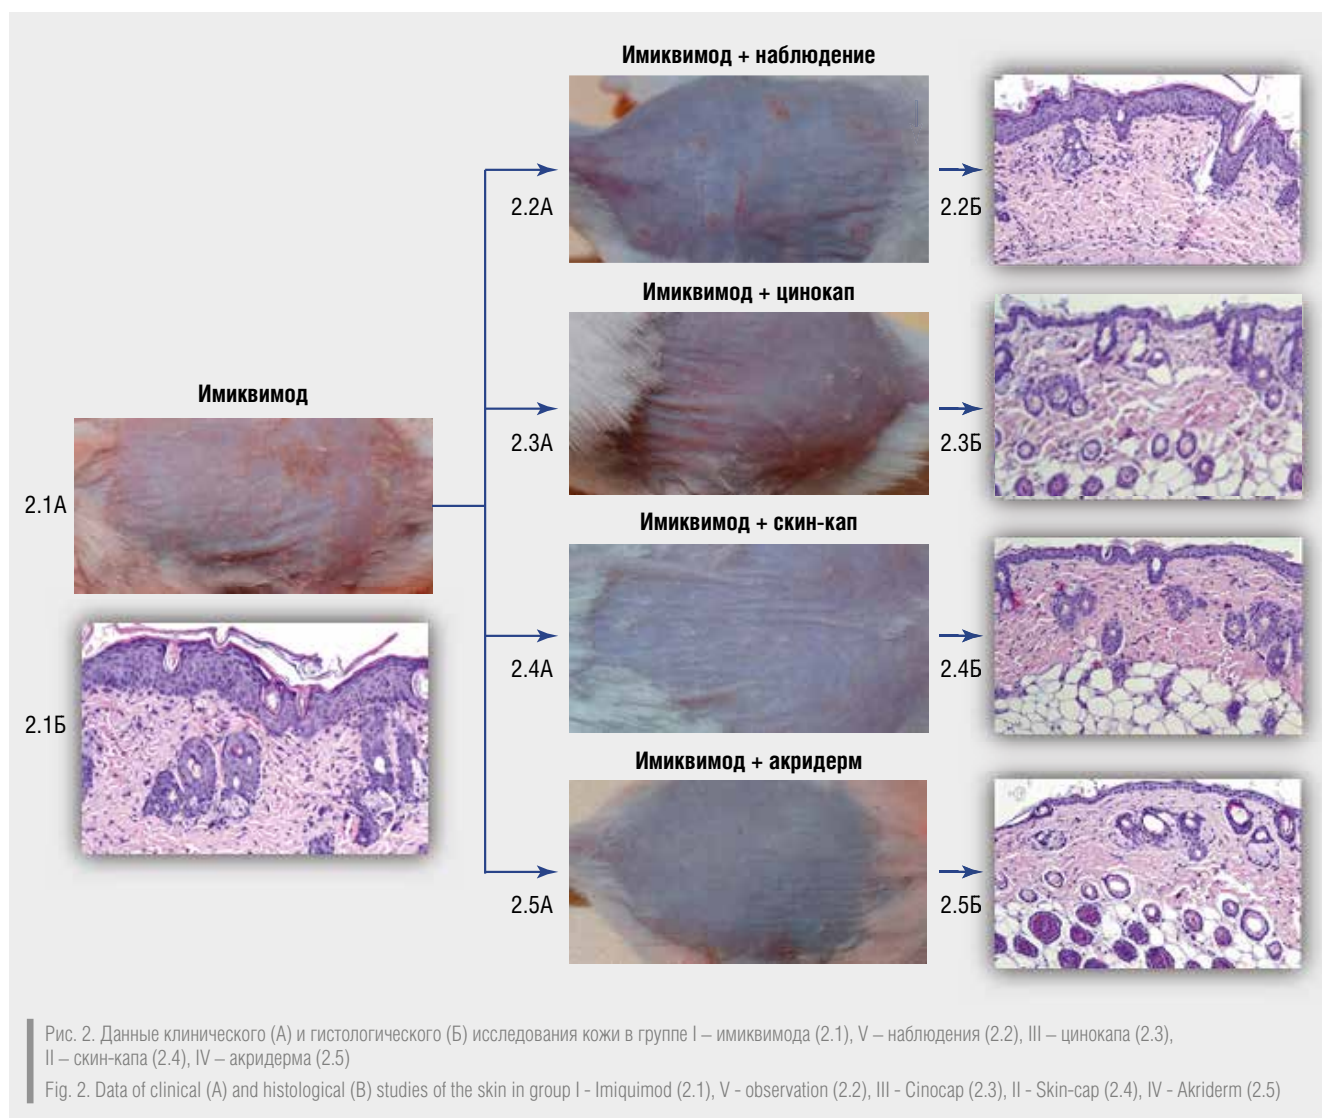 Имиквимод + наблюдение
2.2А
2.2Б
Имиквимод + цинокап
2.3А
2.3Б
Имиквимод
2.1А
2.1Б
Имиквимод + скин-кап
2.4А
2.4Б
Имиквимод + акридерм
2.5А
2.5Б
Рис. 2. Данные клинического (А) и гистологического (Б) исследования кожи в группе I – имиквимода (2.1), V – наблюдения (2.2), III – цинокапа (2.3),
II – скин-капа (2.4), IV – акридерма (2.5)
Fig. 2. Data of clinical (A) and histological (B) studies of the skin in group I - Imiquimod (2.1), V - observation (2.2), III - Cinocap (2.3), II - Skin-cap (2.4), IV - Akriderm (2.5)